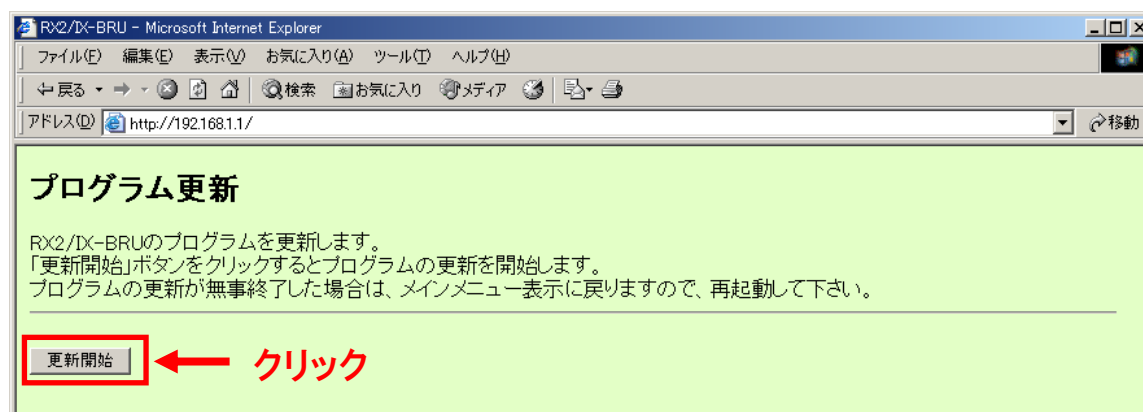 RX2/IX-BRU - Microsoft Internet Explorer
ファイル(F) 編集(E) 表示(V) お気に入り(A) ツール(T) ヘルプ(H)
戻る 検索 お気に入り メディア
アドレス(D) http://192.168.1.1/ 移動
プログラム更新
RX2/IX-BRUのプログラムを更新します。
「更新開始」ボタンをクリックするとプログラムの更新を開始します。
プログラムの更新が無事終了した場合は、メインメニュー表示に戻りますので、再起動して下さい。
更新開始 クリック